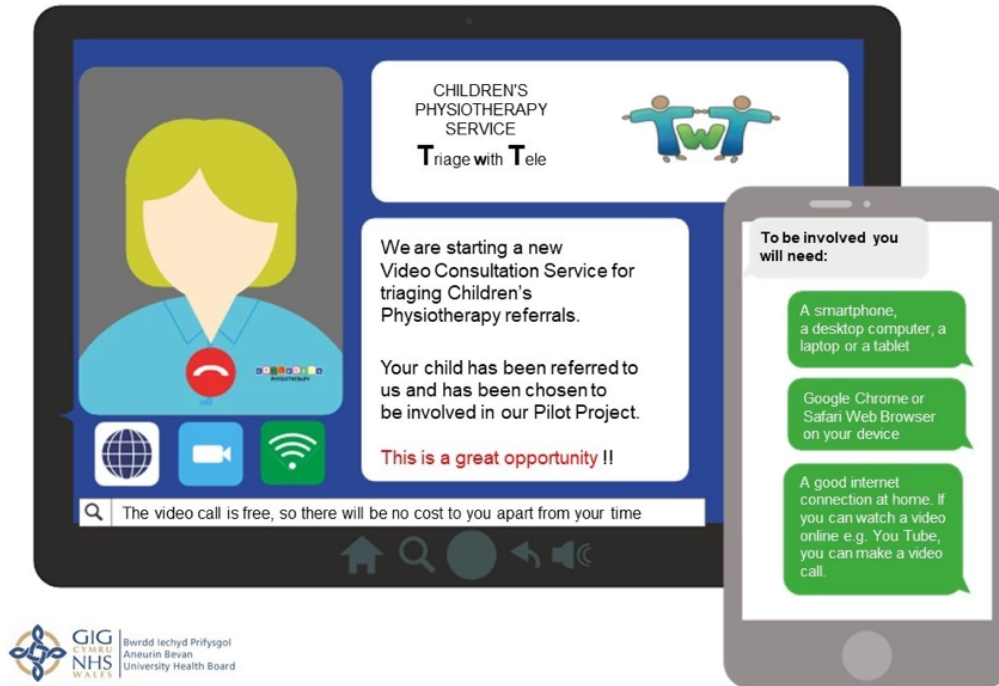 CHILDREN'S
PHYSIOTHERAPY
SERVICE
Triage with Tele
TwT
We are starting a new
Video Consultation Service for
triaging Children's
Physiotherapy referrals.
Your child has been referred to
us and has been chosen to
be involved in our Pilot Project.
This is a great opportunity !!
PHYSIOTHERAPY
The video call is free, so there will be no cost to you apart from your time
To be involved you
will need:
A smartphone,
a desktop computer, a
laptop or a tablet
Google Chrome or
Safari Web Browser
on your device
A good internet
connection at home. If
you can watch a video
online e.g. You Tube,
you can make a video
call.
GIG
CYMRU
NHS
WALES
Bwrdd Iechyd Prifysgol
Aneurin Bevan
University Health Board